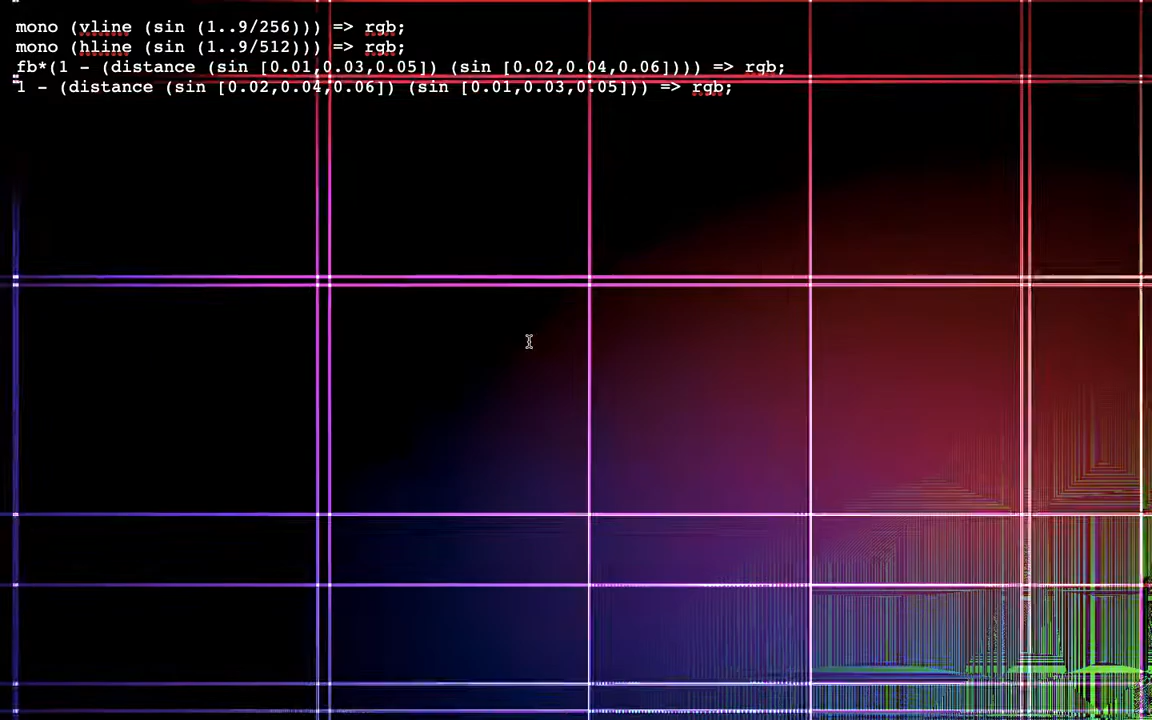 mono (vline (sin (1..9/256))) => rgb;
mono (hline (sin (1..9/512))) => rgb;
fb*(1 - (distance (sin [0.01,0.03,0.05]) (sin [0.02,0.04,0.06]))) => rgb;
1 - (distance (sin [0.02,0.04,0.06]) (sin [0.01,0.03,0.05])) => rgb;